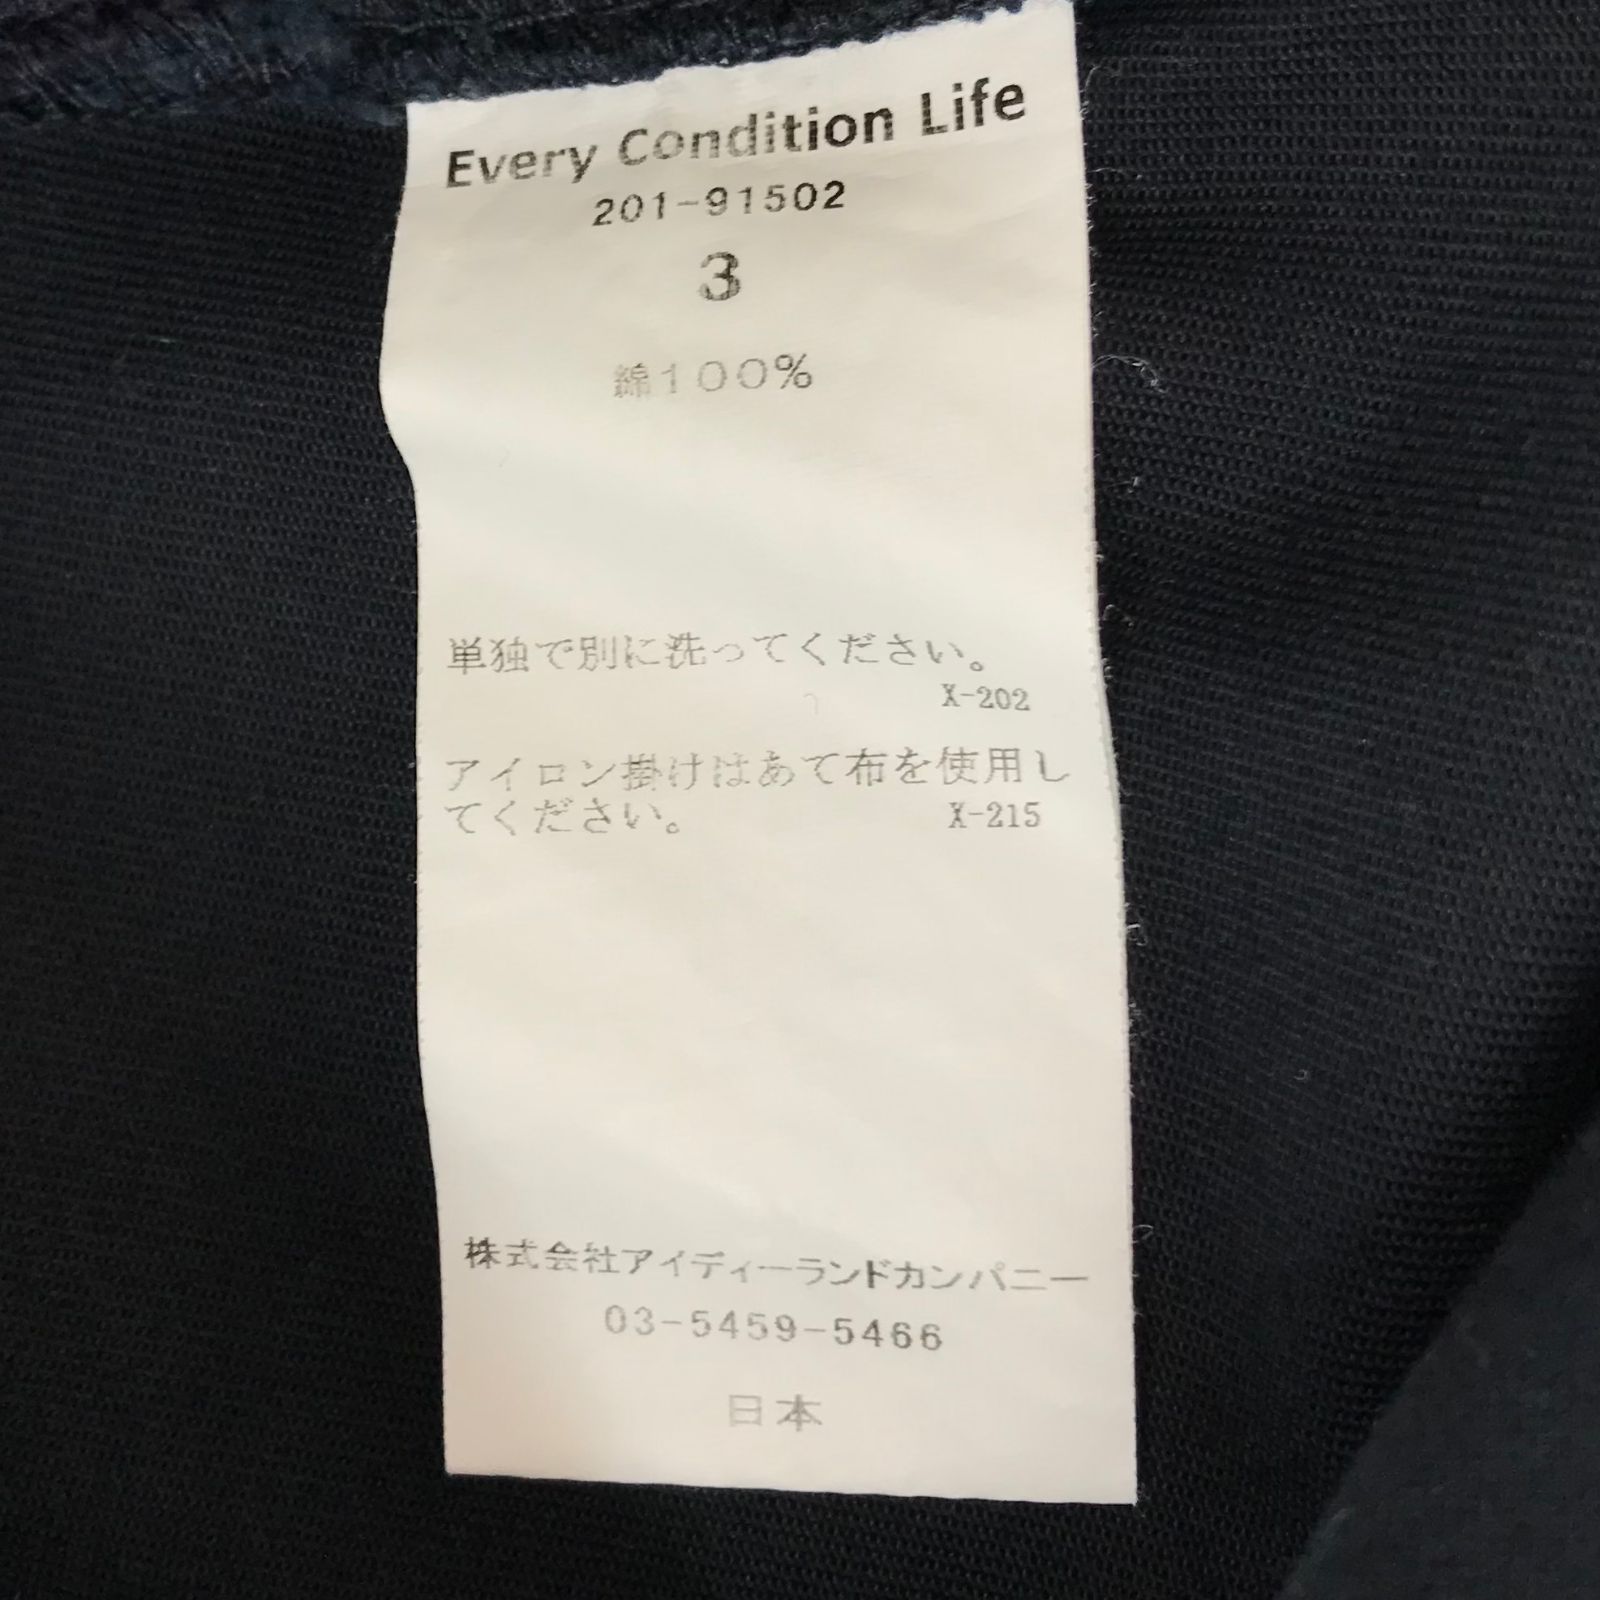 Every Condition Life
201-91502
3
綿100%
単独で別に洗ってください。
X-202
アイロン掛けはあて布を使用し
てください。 X-215
株式会社アイディーランドカンパニー
03-5459-5466
日本